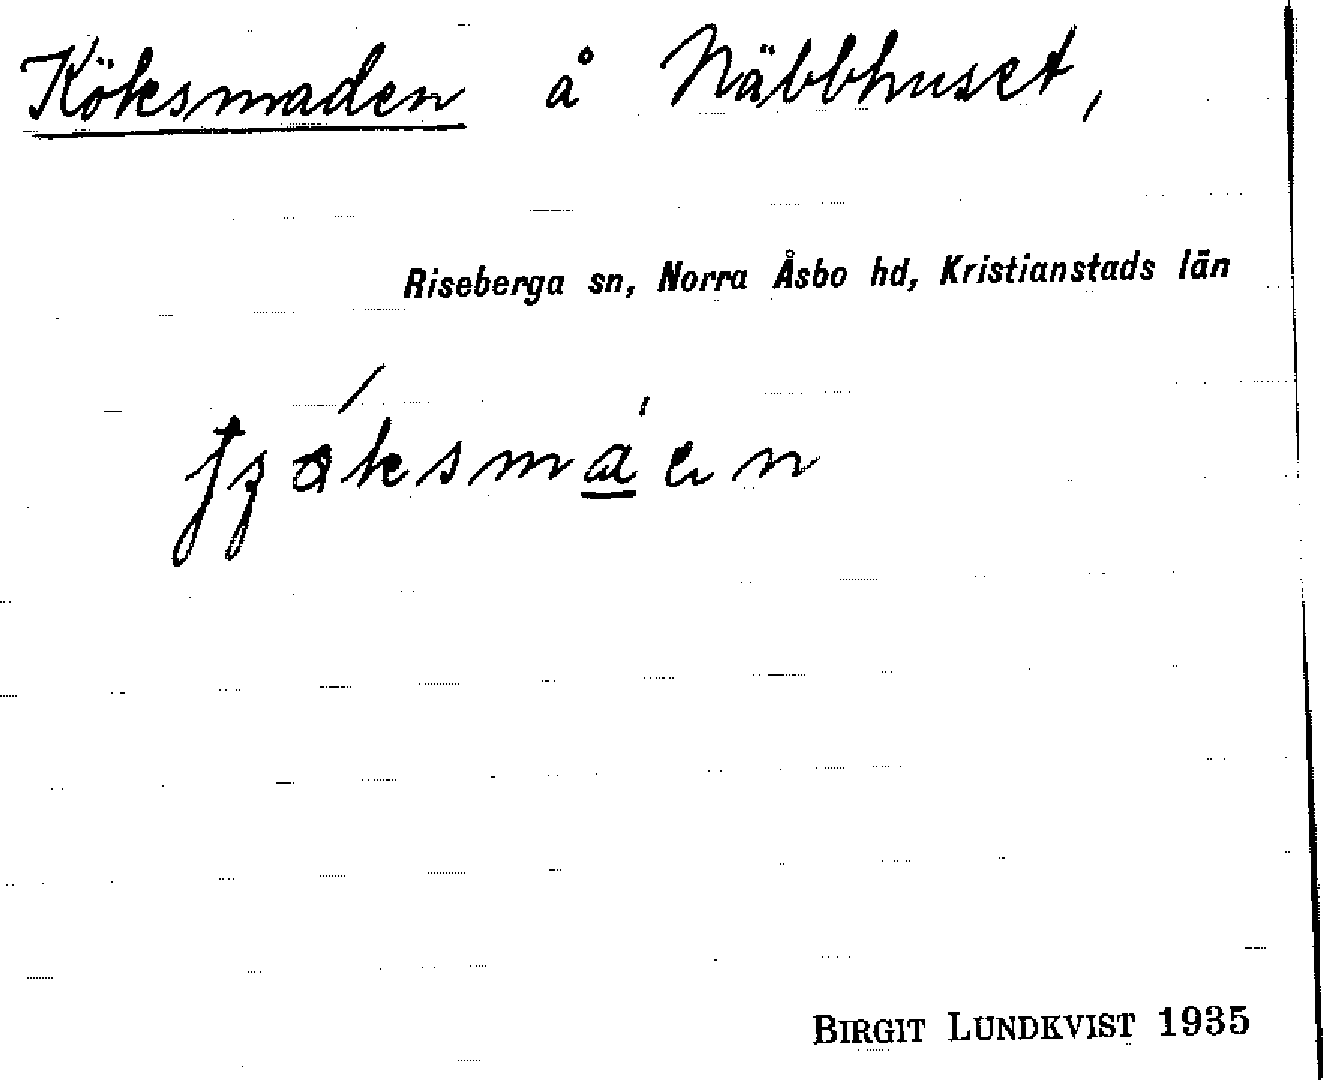 Köksmaden å Näbbhuset,
Riseberga sn, Norra Åsbo hd, Kristianstads län
BIRGIT LUNDKVIST 1935